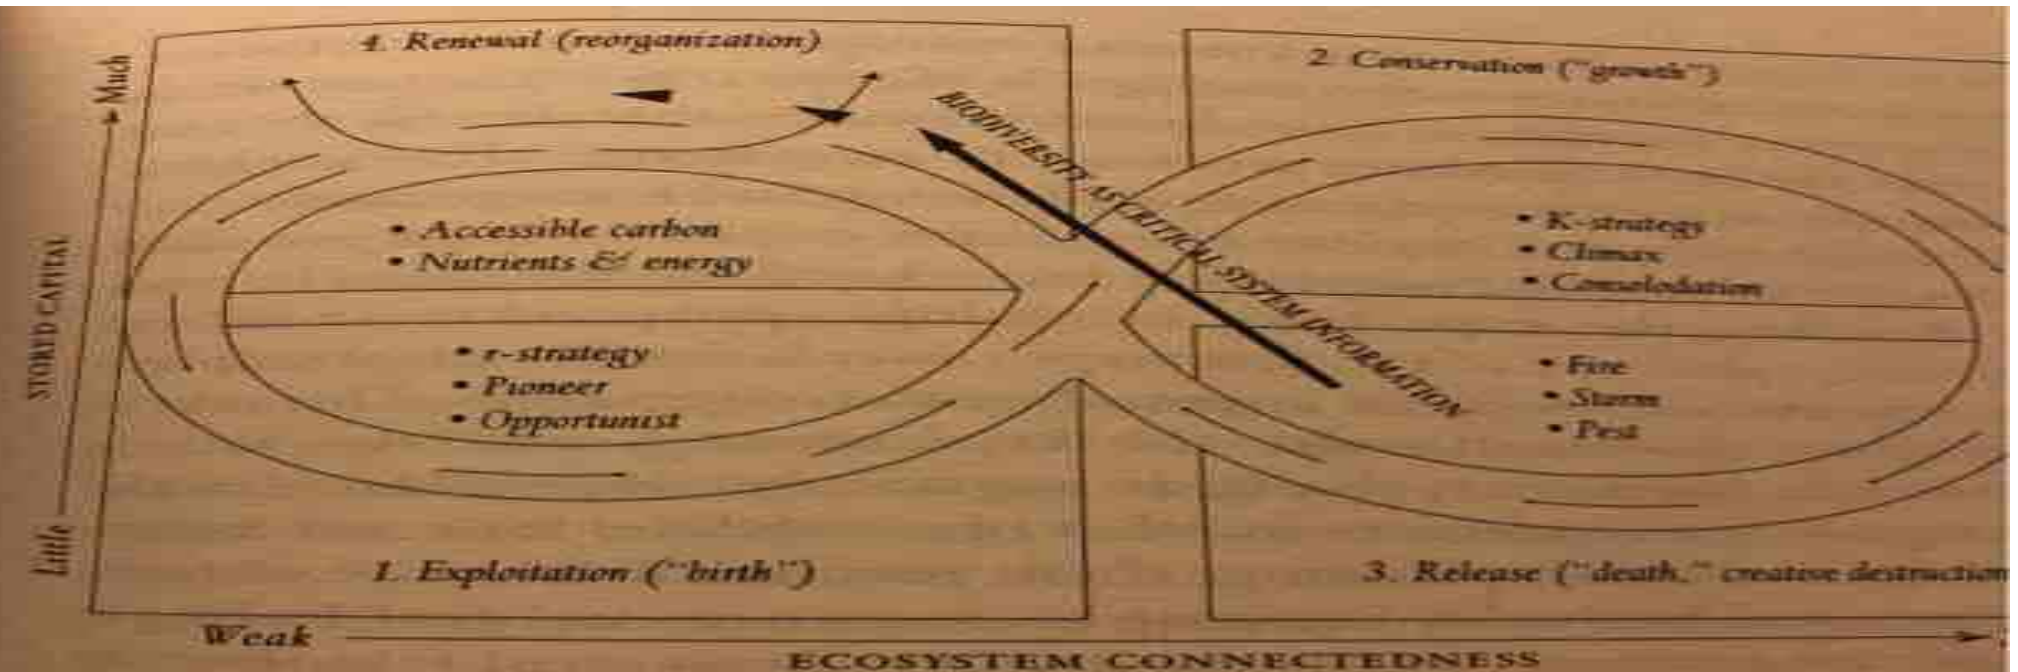 4. Renewal (reorganization)
2. Conservation ("growth")
Much
STORED CAPITAL
Little
BIODIVERSITY AS CRITICAL SYSTEM INFORMATION
• Accessible carbon
• Nutrients & energy
• r-strategy
• Pioneer
• Opportunist
• K-strategy
• Climax
• Consolodation
• Fire
• Storm
• Pest
1. Exploitation ("birth")
3. Release ("death," creative destruction
Weak
ECOSYSTEM CONNECTEDNESS